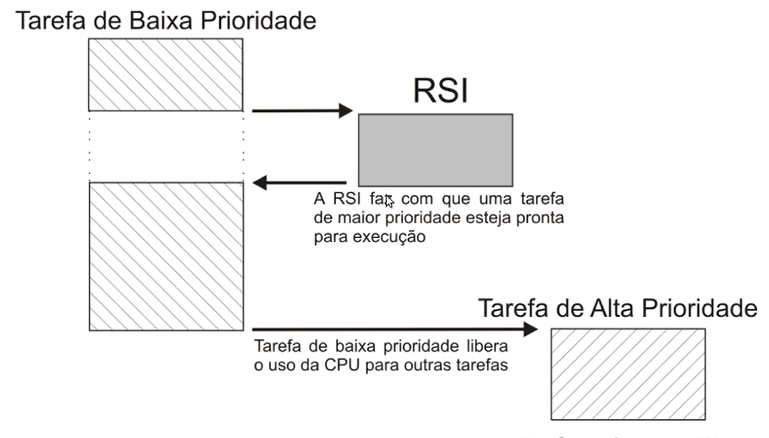 Tarefa de Baixa Prioridade
RSI
A RSI faz com que uma tarefa
de maior prioridade esteja pronta
para execução
Tarefa de Alta Prioridade
Tarefa de baixa prioridade libera
o uso da CPU para outras tarefas